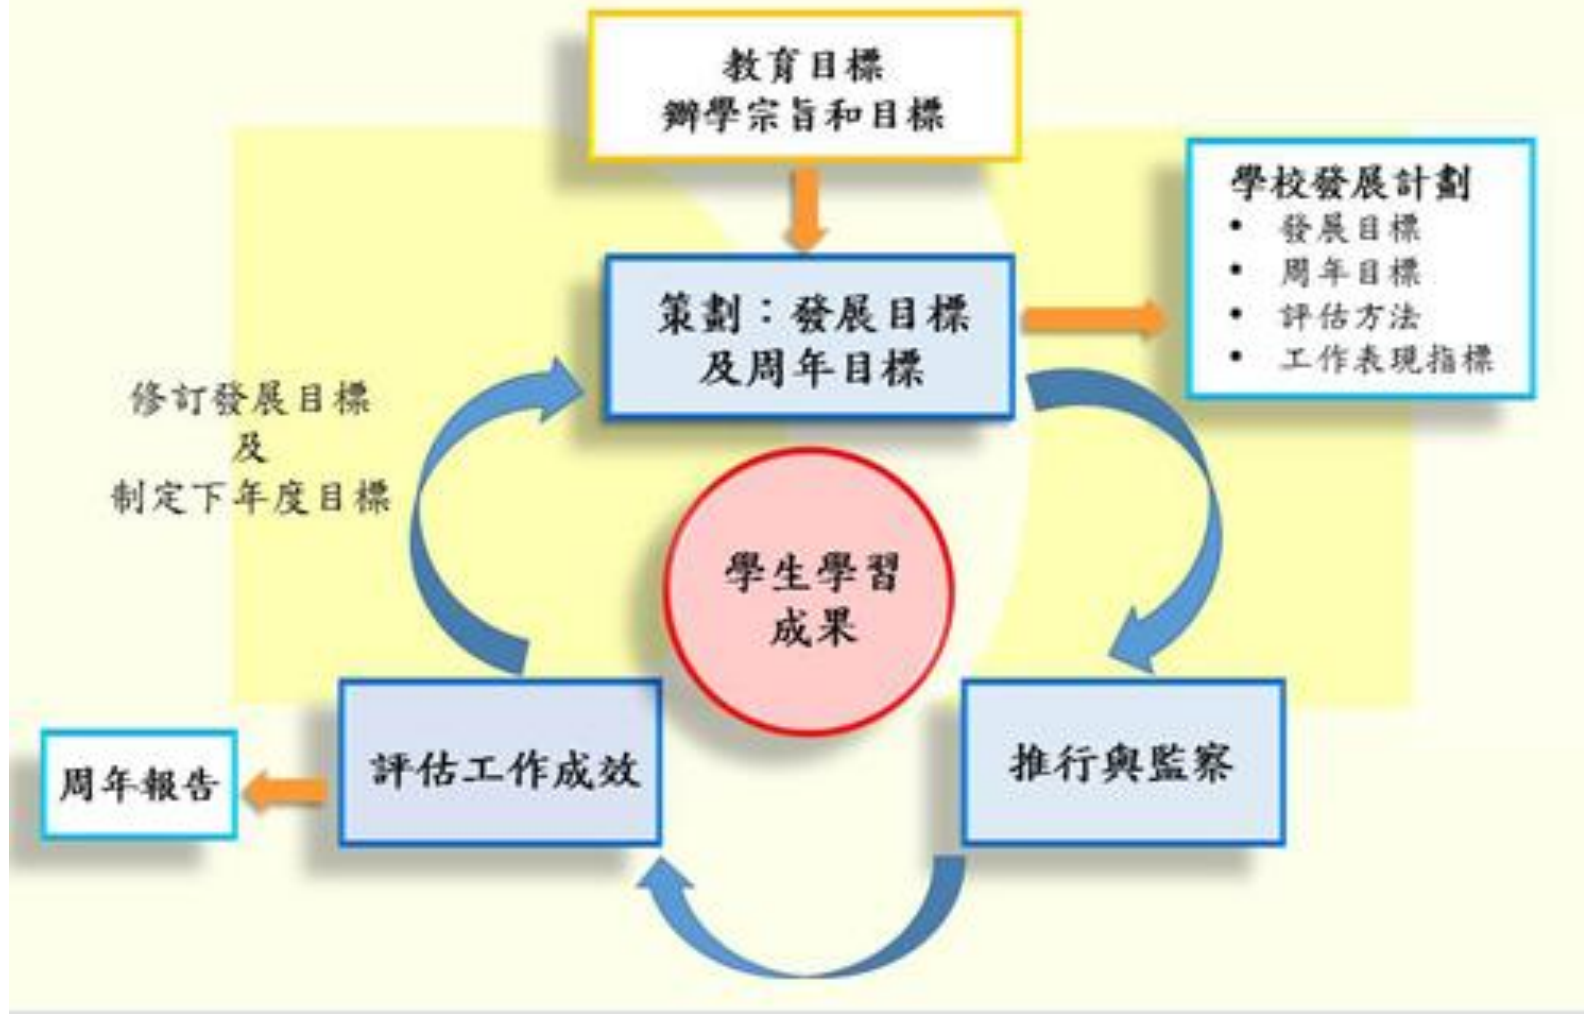 教育目標
辦學宗旨和目標
學校發展計劃
• 發展目標
• 周年目標
• 評估方法
• 工作表現指標
策劃：發展目標
及周年目標
修訂發展目標
及
制定下年度目標
學生學習
成果
評估工作成效
推行與監察
周年報告